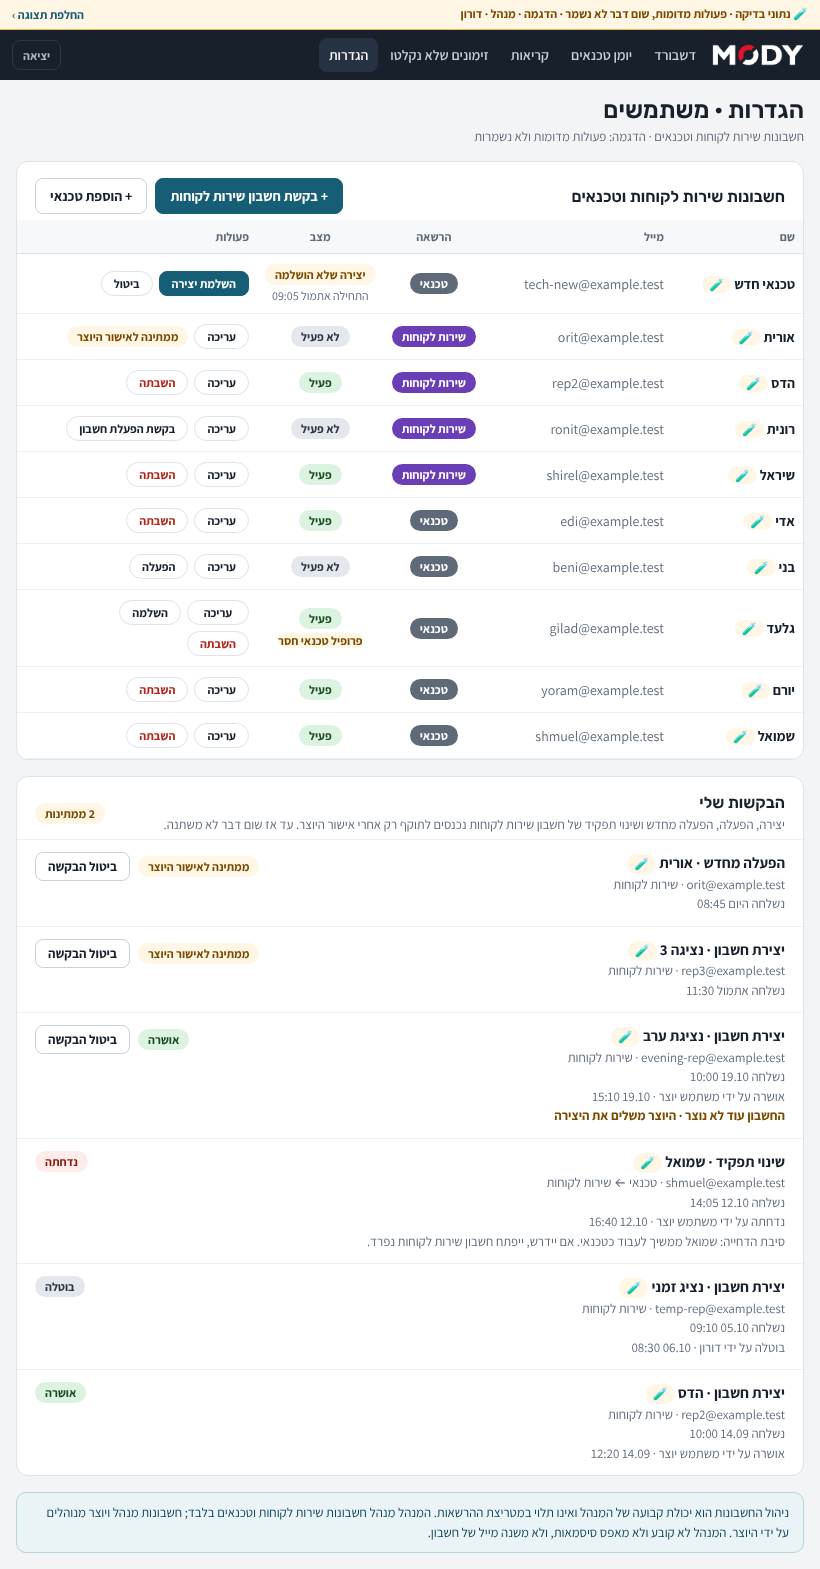 🧪 נתוני בדיקה · פעולות מדומות, שום דבר לא נשמר · הדגמה · מנהל · דורון
החלפת תצוגה ›
MODY
דשבורד
יומן טכנאים
קריאות
זימונים שלא נקלטו
הגדרות
יציאה
הגדרות • משתמשים
חשבונות שירות לקוחות וטכנאים · הדגמה: פעולות מדומות ולא נשמרות
חשבונות שירות לקוחות וטכנאים
+ בקשת חשבון שירות לקוחות
+ הוספת טכנאי
שם מייל הרשאה מצב פעולות
טכנאי חדש 🧪 tech-new@example.test טכנאי יצירה שלא הושלמה השלמת יצירה ביטול
התחילה אתמול 09:05
אורית 🧪 orit@example.test שירות לקוחות לא פעיל עריכה ממתינה לאישור היוצר
הדס 🧪 rep2@example.test שירות לקוחות פעיל עריכה השבתה
רונית 🧪 ronit@example.test שירות לקוחות לא פעיל עריכה בקשת הפעלת חשבון
שיראל 🧪 shirel@example.test שירות לקוחות פעיל עריכה השבתה
אדי 🧪 edi@example.test טכנאי פעיל עריכה השבתה
בני 🧪 beni@example.test טכנאי לא פעיל עריכה הפעלה
גלעד 🧪 gilad@example.test טכנאי פעיל עריכה השלמה
פרופיל טכנאי חסר השבתה
יורם 🧪 yoram@example.test טכנאי פעיל עריכה השבתה
שמואל 🧪 shmuel@example.test טכנאי פעיל עריכה השבתה
הבקשות שלי
2 ממתינות
יצירה, הפעלה, הפעלה מחדש ושינוי תפקיד של חשבון שירות לקוחות נכנסים לתוקף רק אחרי אישור היוצר. עד אז שום דבר לא משתנה.
הפעלה מחדש · אורית 🧪 ממתינה לאישור היוצר ביטול הבקשה
orit@example.test · שירות לקוחות
נשלחה היום 08:45
יצירת חשבון · נציגה 3 🧪 ממתינה לאישור היוצר ביטול הבקשה
rep3@example.test · שירות לקוחות
נשלחה אתמול 11:30
יצירת חשבון · נציגת ערב 🧪 אושרה ביטול הבקשה
evening-rep@example.test · שירות לקוחות
נשלחה 19.10 10:00
אושרה על ידי משתמש יוצר · 19.10 15:10
החשבון עוד לא נוצר · היוצר משלים את היצירה
שינוי תפקיד · שמואל 🧪 נדחתה
shmuel@example.test · טכנאי ← שירות לקוחות
נשלחה 12.10 14:05
נדחתה על ידי משתמש יוצר · 12.10 16:40
סיבת הדחייה: שמואל ממשיך לעבוד כטכנאי. אם יידרש, ייפתח חשבון שירות לקוחות נפרד.
יצירת חשבון · נציג זמני 🧪 בוטלה
temp-rep@example.test · שירות לקוחות
נשלחה 05.10 09:10
בוטלה על ידי דורון · 06.10 08:30
יצירת חשבון · הדס 🧪 אושרה
rep2@example.test · שירות לקוחות
נשלחה 14.09 10:00
אושרה על ידי משתמש יוצר · 14.09 12:20
ניהול החשבונות הוא יכולת קבועה של המנהל ואינו תלוי במטריצת ההרשאות. המנהל מנהל חשבונות שירות לקוחות וטכנאים בלבד; חשבונות מנהל ויוצר מנוהלים
על ידי היוצר. המנהל לא קובע ולא מאפס סיסמאות, ולא משנה מייל של חשבון.